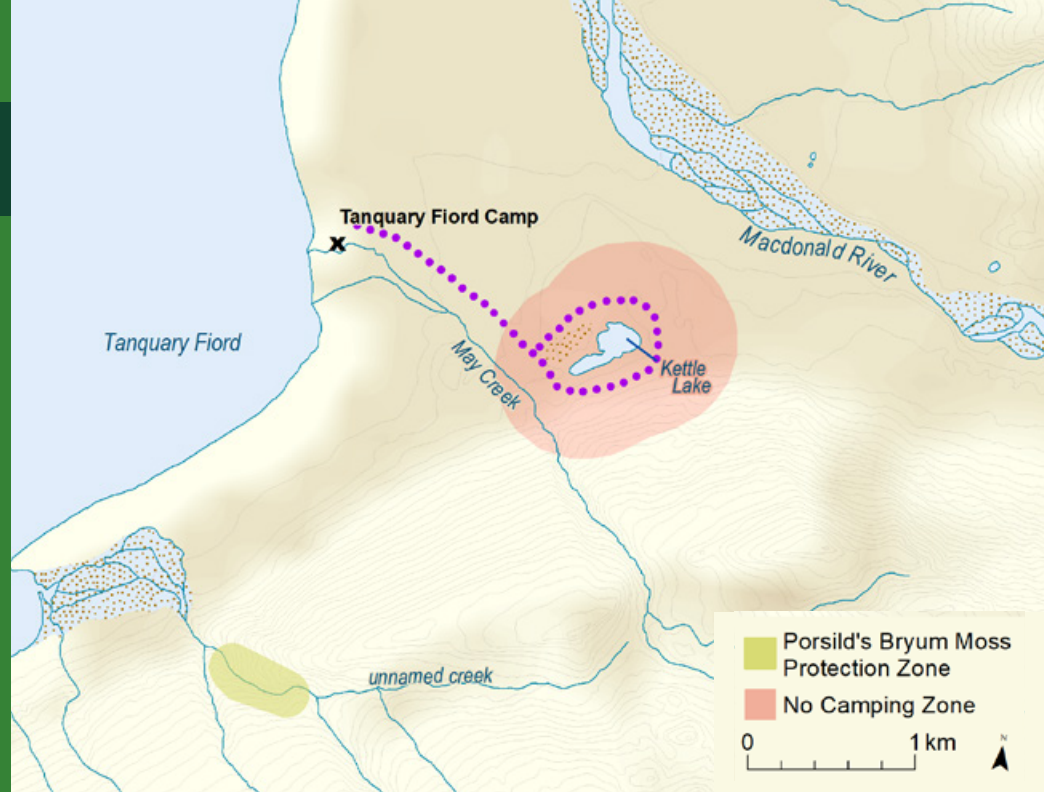 Tanquary Fiord Camp
Macdonald River
Tanquary Fiord
May Creek
Kettle
Lake
unnamed creek
Porsild's Bryum Moss
Protection Zone
No Camping Zone
0 1 km
N